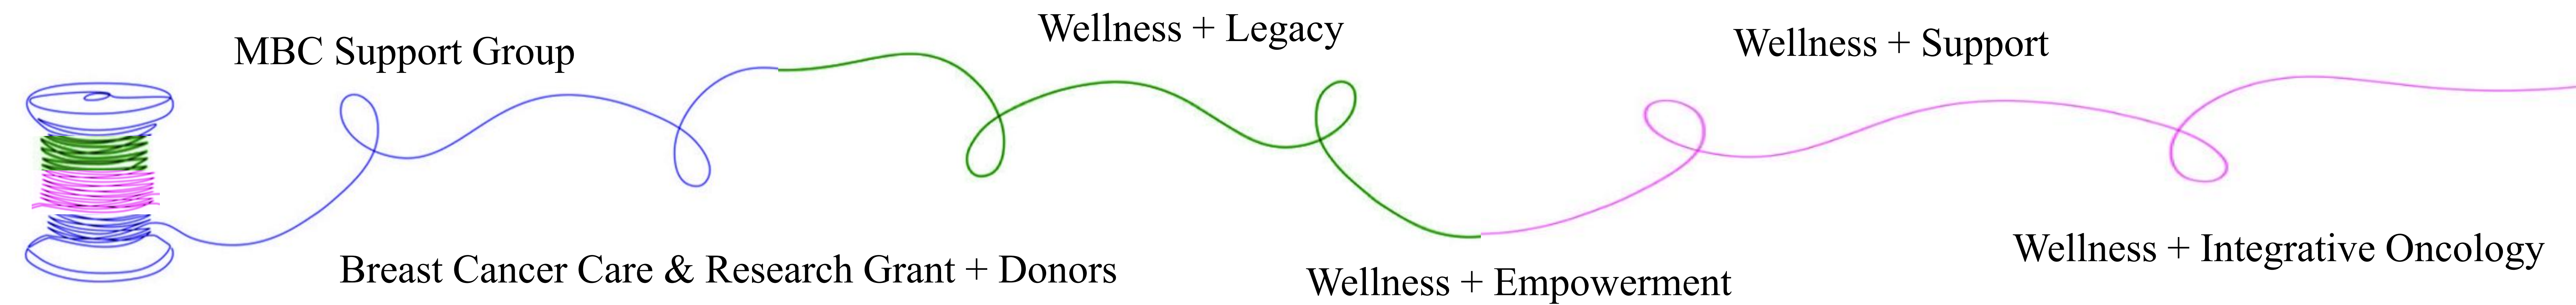 MBC Support Group
Breast Cancer Care & Research Grant + Donors
Wellness + Legacy
Wellness + Empowerment
Wellness + Support
Wellness + Integrative Oncology